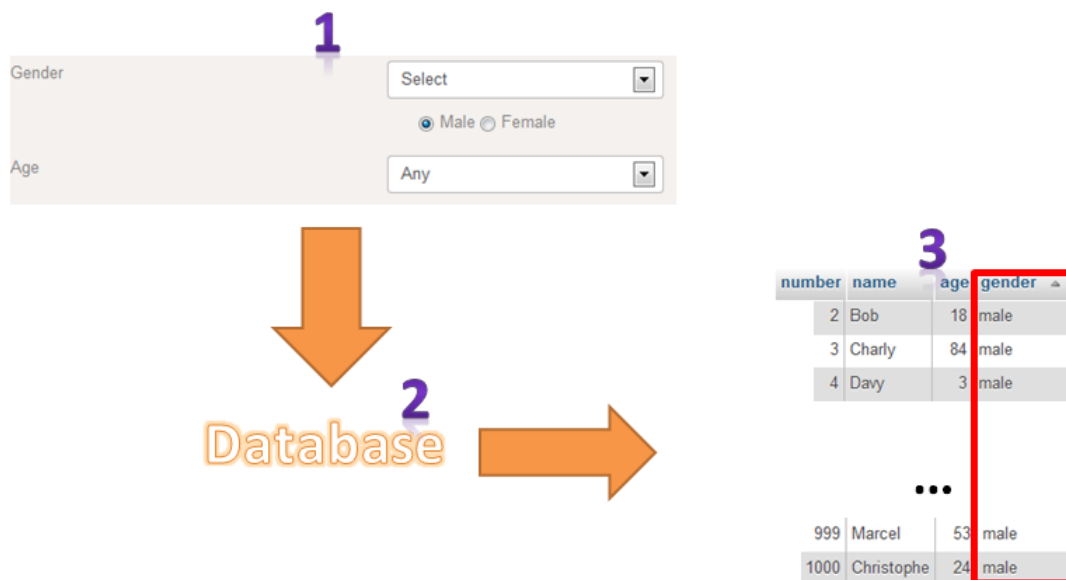 1
Gender Select
Male Female
Age Any
2
Database
3
number name age gender
2 Bob 18 male
3 Charly 84 male
4 Davy 3 male
...
999 Marcel 53 male
1000 Christophe 24 male